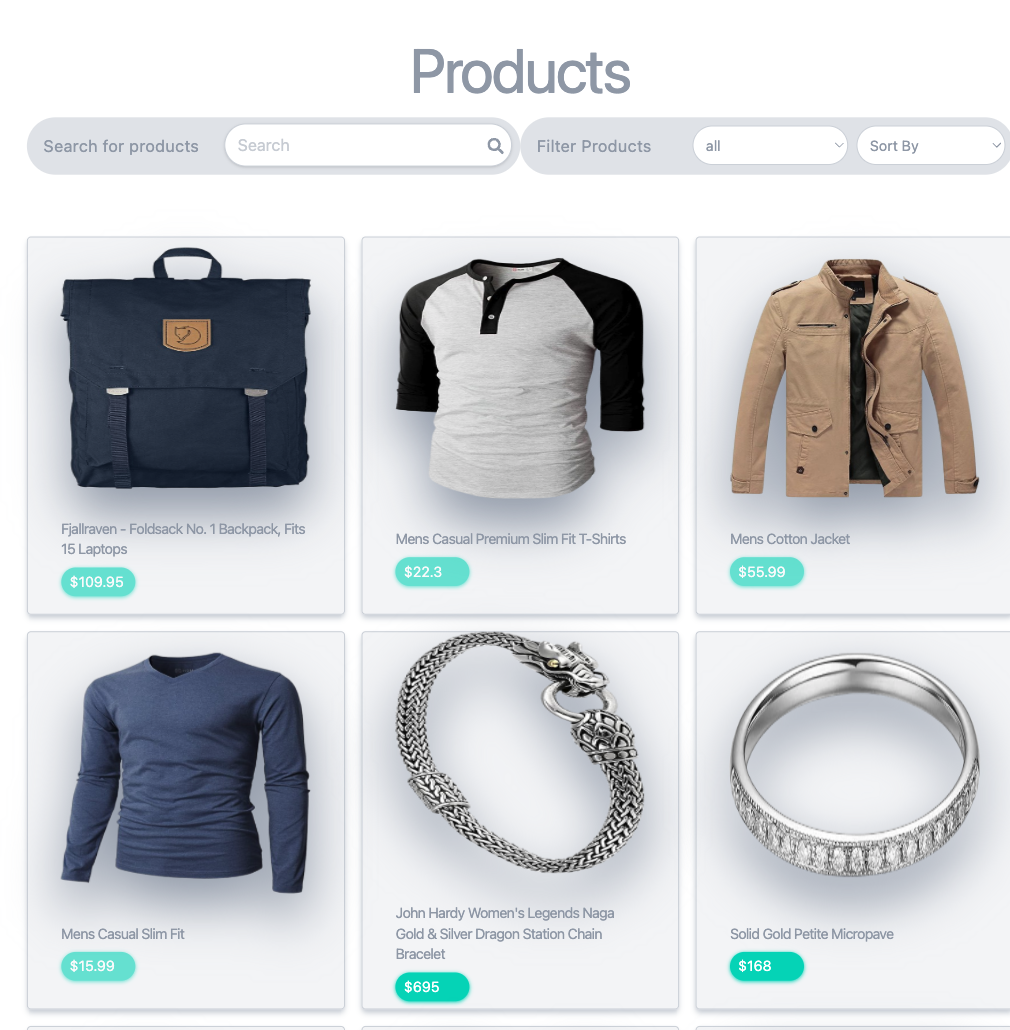 Products
Search for products
Search
Filter Products
all
Sort By
Fjallraven - Foldsack No. 1 Backpack, Fits
15 Laptops
$109.95
Mens Casual Premium Slim Fit T-Shirts
$22.3
Mens Cotton Jacket
$55.99
Mens Casual Slim Fit
$15.99
John Hardy Women's Legends Naga
Gold & Silver Dragon Station Chain
Bracelet
$695
Solid Gold Petite Micropave
$168